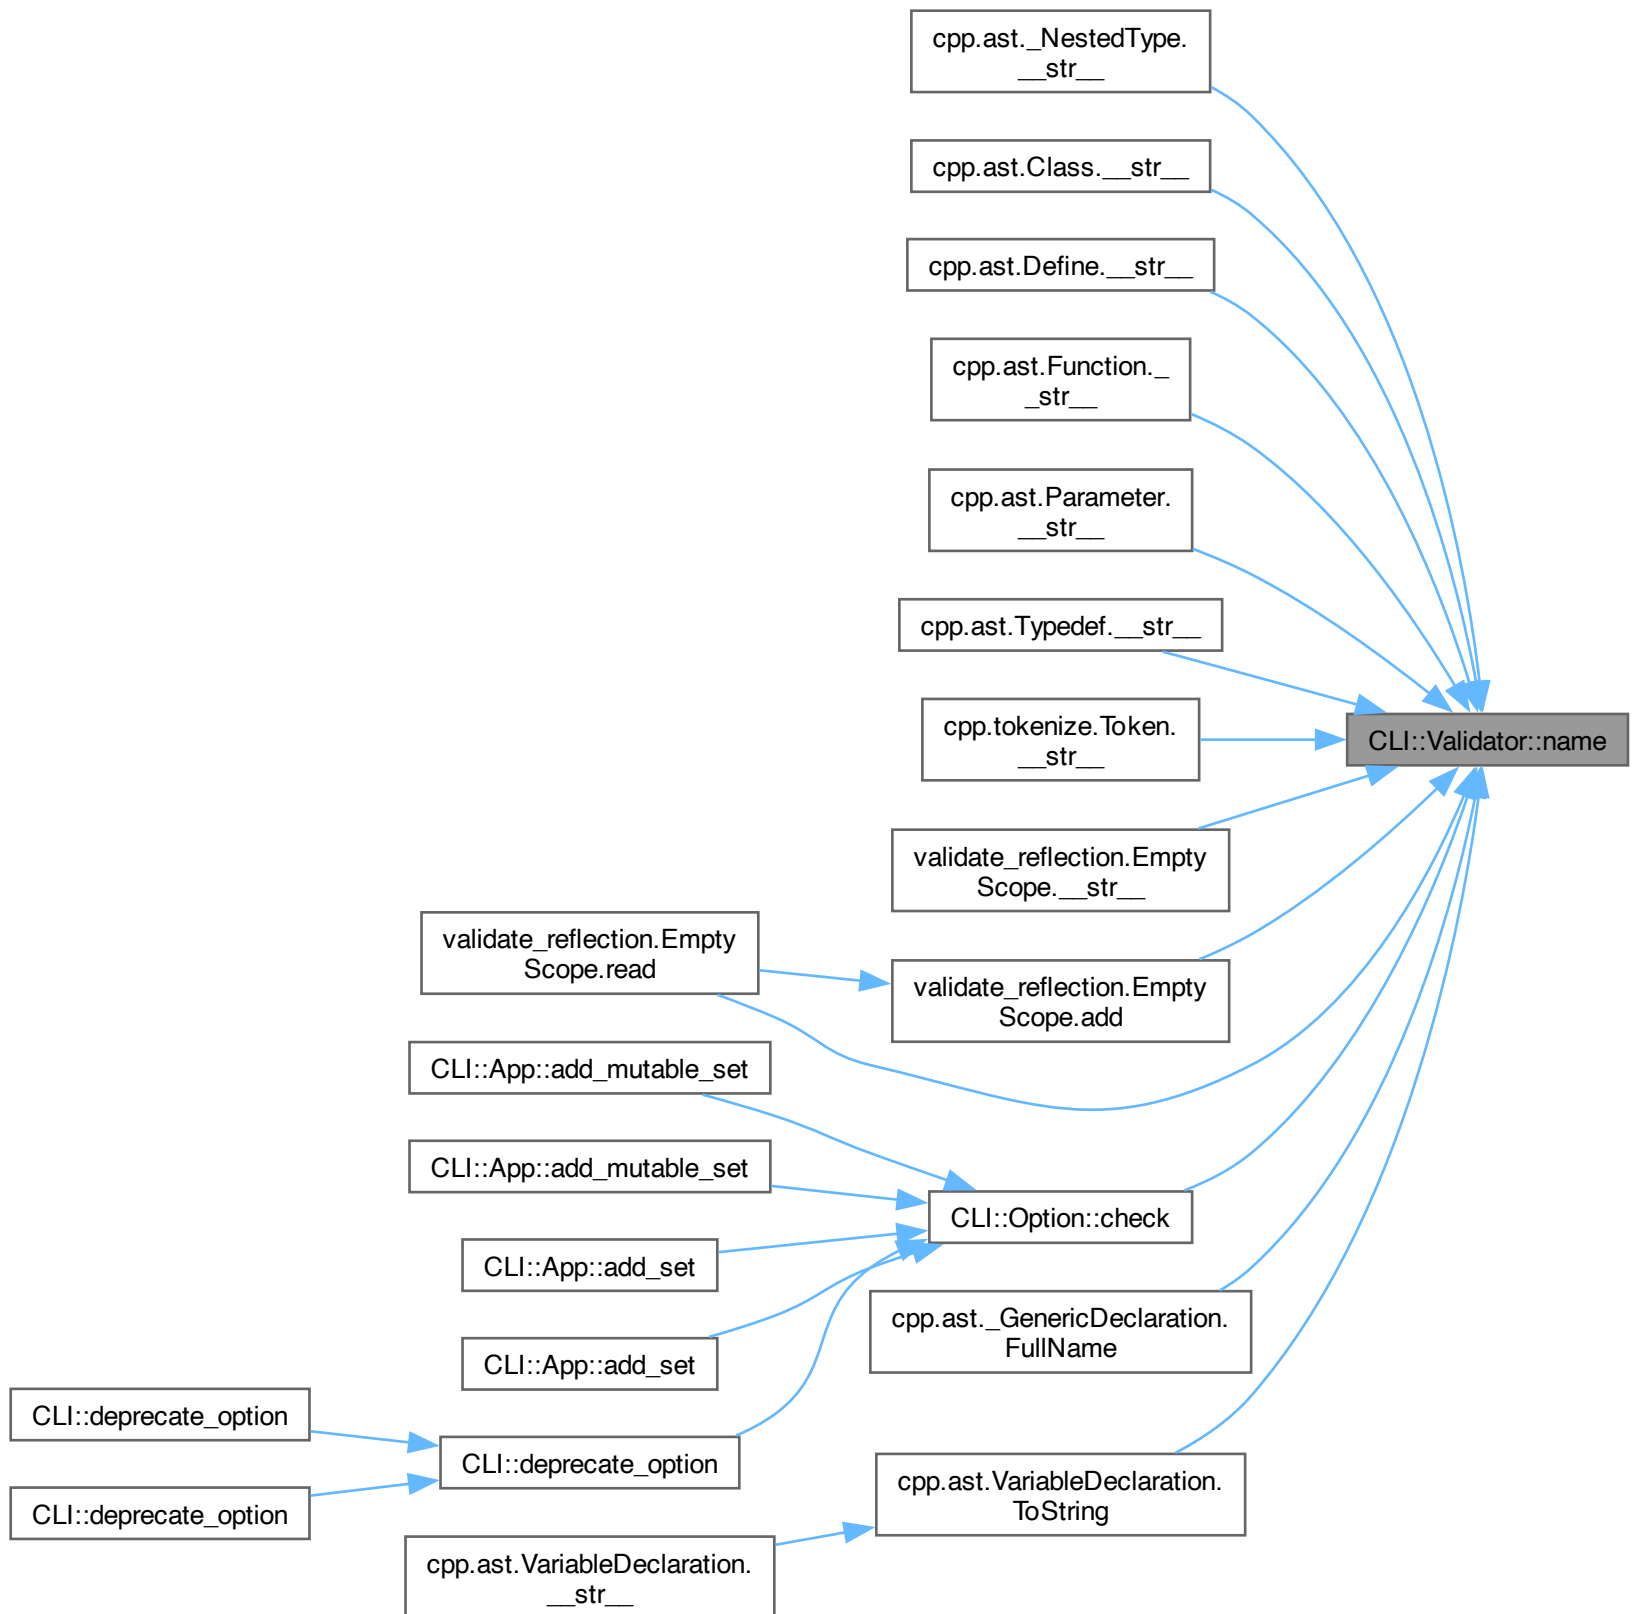 cpp.ast._NestedType.
__str__
cpp.ast.Class.__str__
cpp.ast.Define.__str__
cpp.ast.Function._
_str__
cpp.ast.Parameter.
__str__
cpp.ast.Typedef.__str__
cpp.tokenize.Token.
__str__
CLI::Validator::name
validate_reflection.Empty
Scope.__str__
validate_reflection.Empty
Scope.read
validate_reflection.Empty
Scope.add
CLI::App::add_mutable_set
CLI::App::add_mutable_set
CLI::Option::check
CLI::App::add_set
cpp.ast._GenericDeclaration.
FullName
CLI::App::add_set
CLI::deprecate_option
CLI::deprecate_option
CLI::deprecate_option
cpp.ast.VariableDeclaration.
ToString
cpp.ast.VariableDeclaration.
__str__